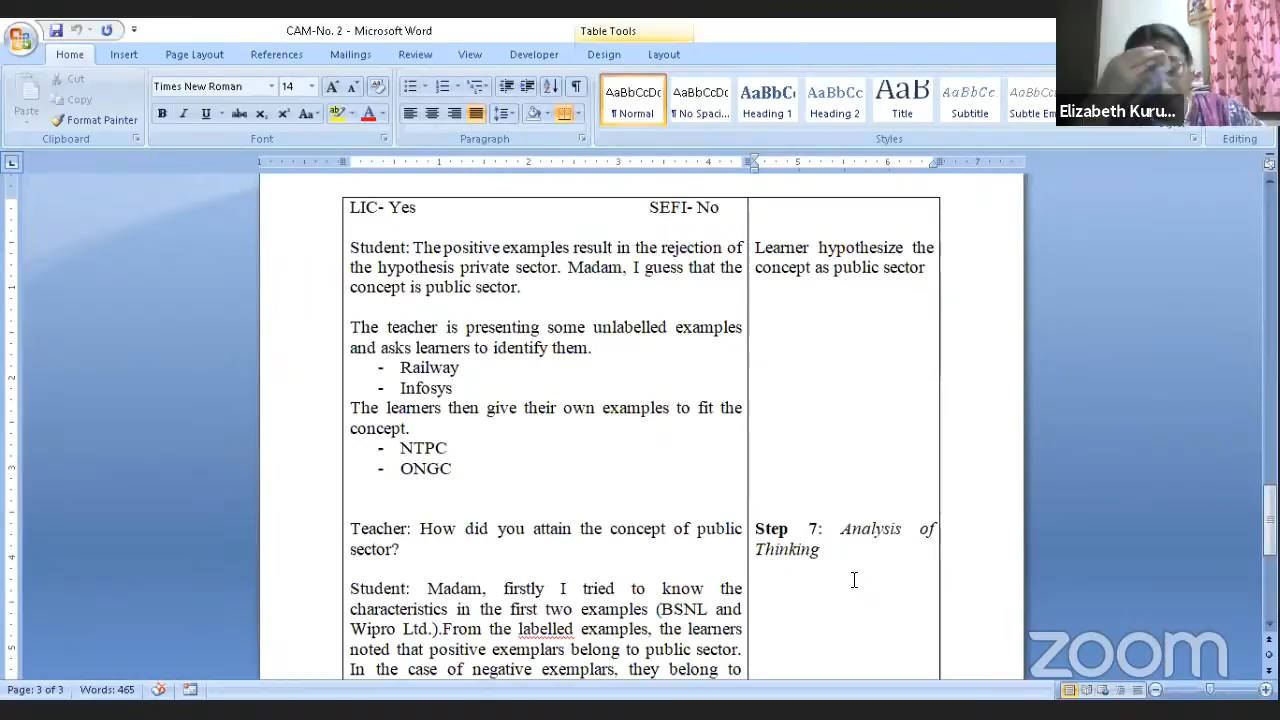 CAM-No. 2 - Microsoft Word
Table Tools
Home Insert Page Layout References Mailings Review View Developer Design Layout
Paste
Cut
Copy
Format Painter
Clipboard
Times New Roman 14
Font
Paragraph
AaBbCcDc AaBbCcDc AaBbC AaBbCc AaB AaBbCc. AaBbCc.
¶ Normal ¶ No Spaci... Heading 1 Heading 2 Title Subtitle Subtle Em
Styles
Editing
Elizabeth Kuru...
LIC- Yes SEFI- No
Student: The positive examples result in the rejection of
the hypothesis private sector. Madam, I guess that the
concept is public sector.
Learner hypothesize the
concept as public sector
The teacher is presenting some unlabelled examples
and asks learners to identify them.
- Railway
- Infosys
The learners then give their own examples to fit the
concept.
- NTPC
- ONGC
Teacher: How did you attain the concept of public
sector?
Step 7: Analysis of
Thinking
Student: Madam, firstly I tried to know the
characteristics in the first two examples (BSNL and
Wipro Ltd.).From the labelled examples, the learners
noted that positive exemplars belong to public sector.
In the case of negative exemplars, they belong to
zoom
Page: 3 of 3 Words: 465